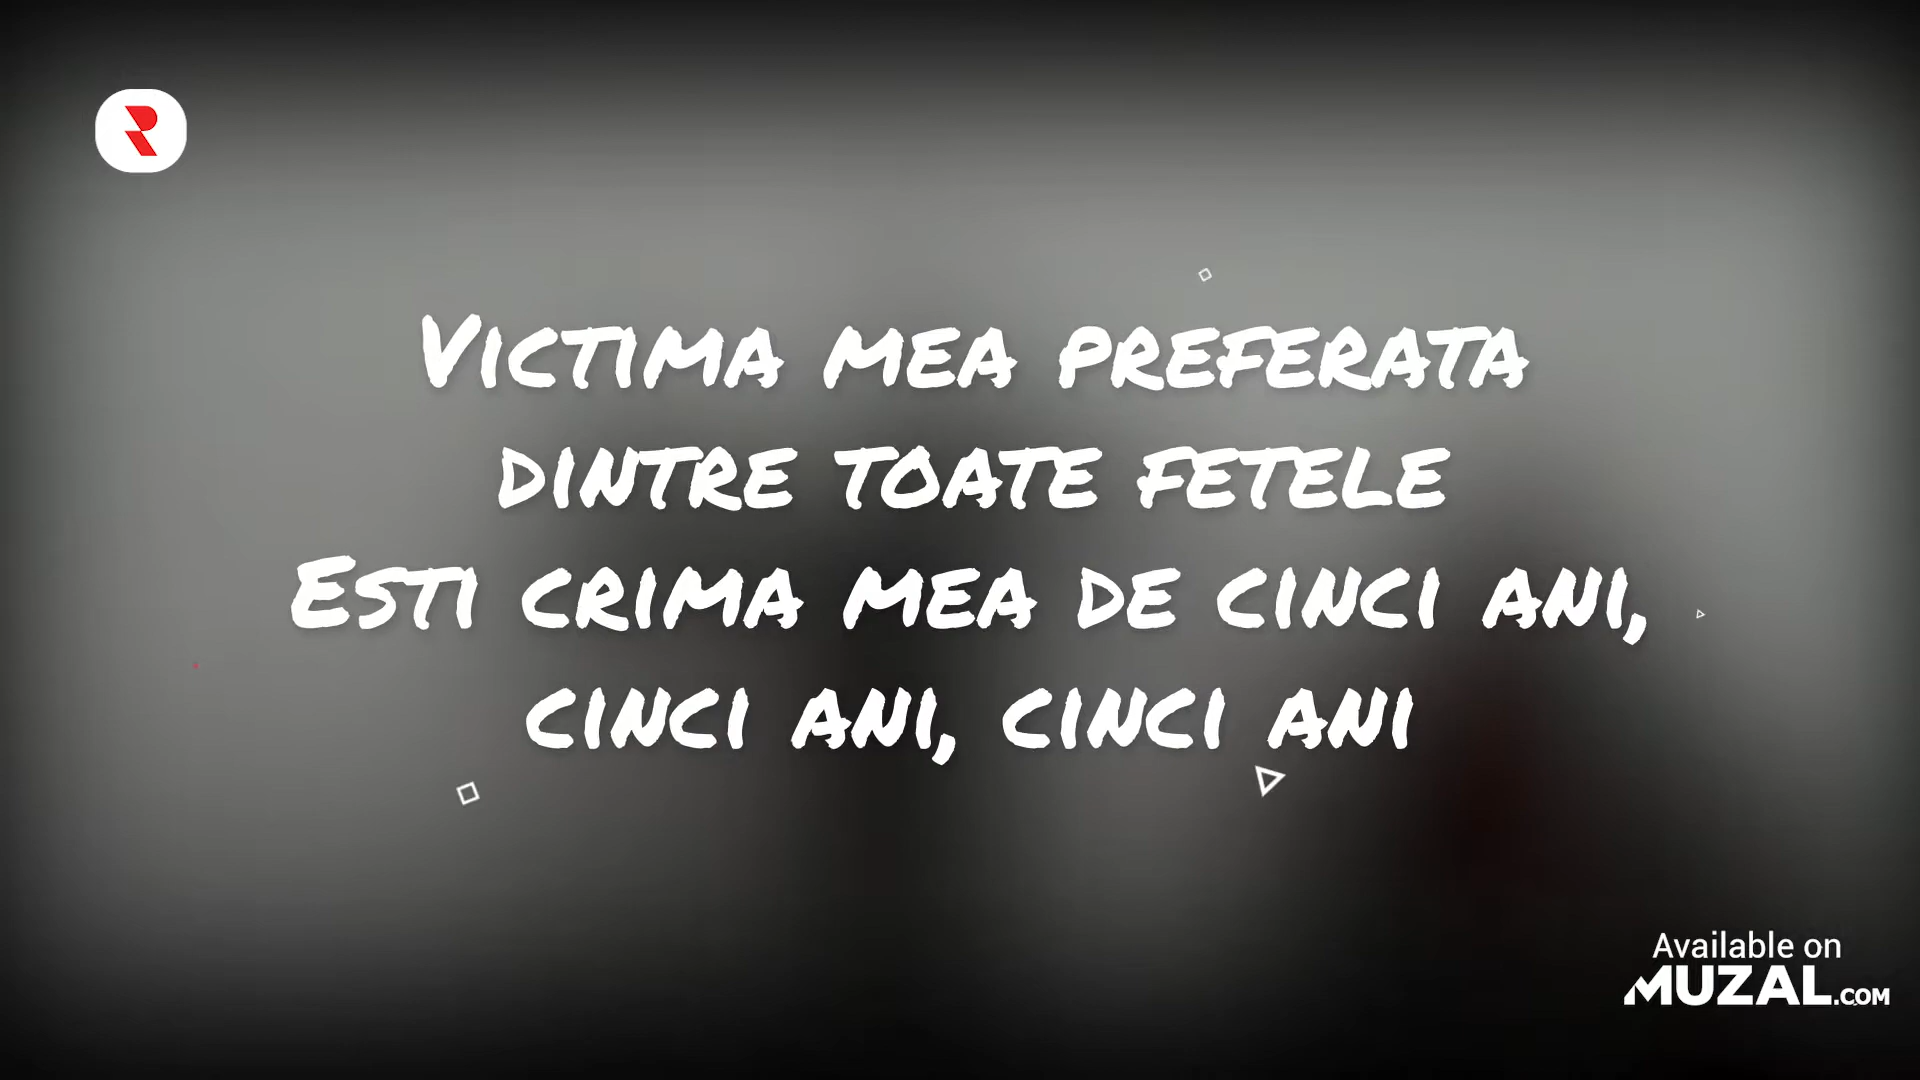 R
Victima mea preferata
dintre toate fetele
Esti crima mea de cinci ani,
cinci ani, cinci ani
Available on
MUZAL.COM